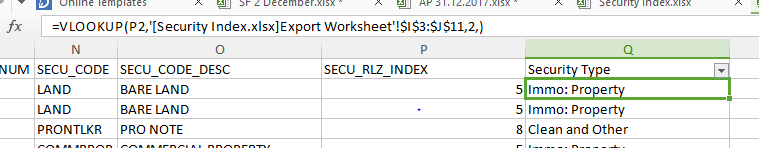 Online Templates SF 2 December.xlsx * AP 31.12.2017.xlsx * Security Index.xlsx
fx =VLOOKUP(P2,'[Security Index.xlsx]Export Worksheet'!$I$3:$J$11,2,)
N O P Q
NUM SECU_CODE SECU_CODE_DESC SECU_RLZ_INDEX Security Type
LAND BARE LAND 5 Immo: Property
LAND BARE LAND 5 Immo: Property
PRONTLKR PRO NOTE 8 Clean and Other
COMMPROP COMMERCIAL PROPERTY 5 Immo: Property